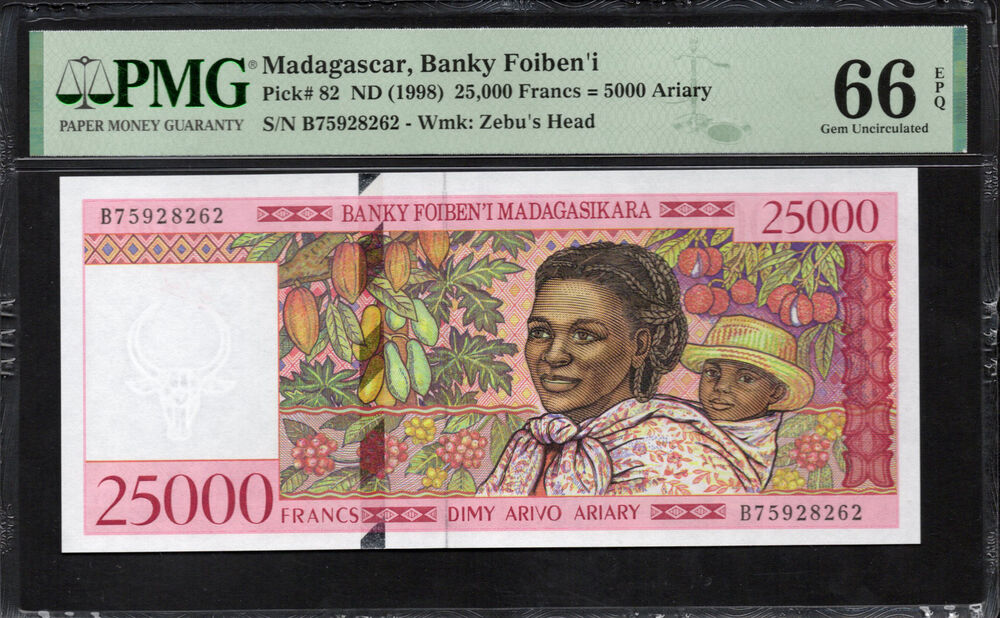 PMG®
PAPER MONEY GUARANTY
Madagascar, Banky Foiben'i
Pick# 82 ND (1998) 25,000 Francs = 5000 Ariary
S/N B75928262 - Wmk: Zebu's Head
66
EPQ
Gem Uncirculated
B75928262
BANKY FOIBEN'I MADAGASIKARA
25000
25000
FRANCS
DIMY ARIVO ARIARY
B75928262